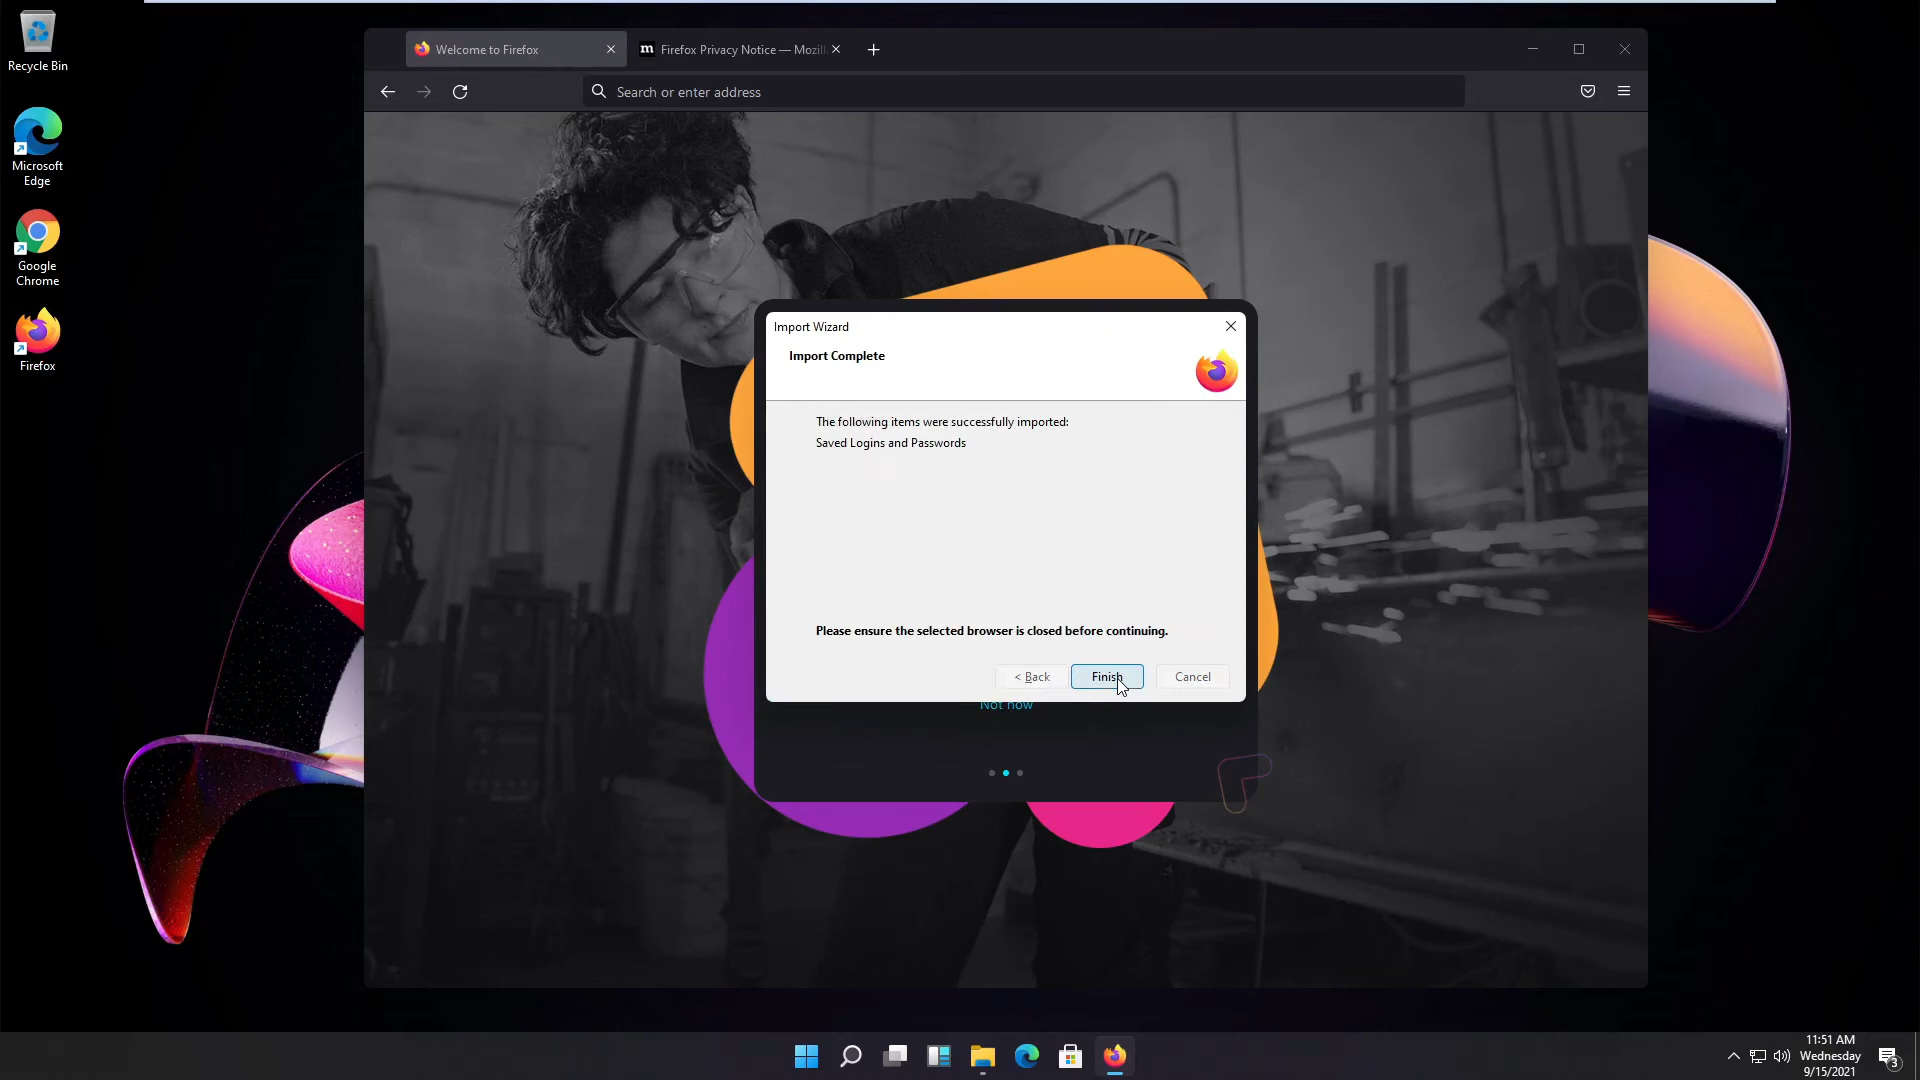 Recycle Bin
Microsoft
Edge
Google
Chrome
Firefox
Welcome to Firefox
m
Firefox Privacy Notice — Mozil
Search or enter address
Import Wizard
Import Complete
The following items were successfully imported:
Saved Logins and Passwords
Please ensure the selected browser is closed before continuing.
< Back
Finish
Cancel
Not now
11:51 AM
Wednesday
9/15/2021
3